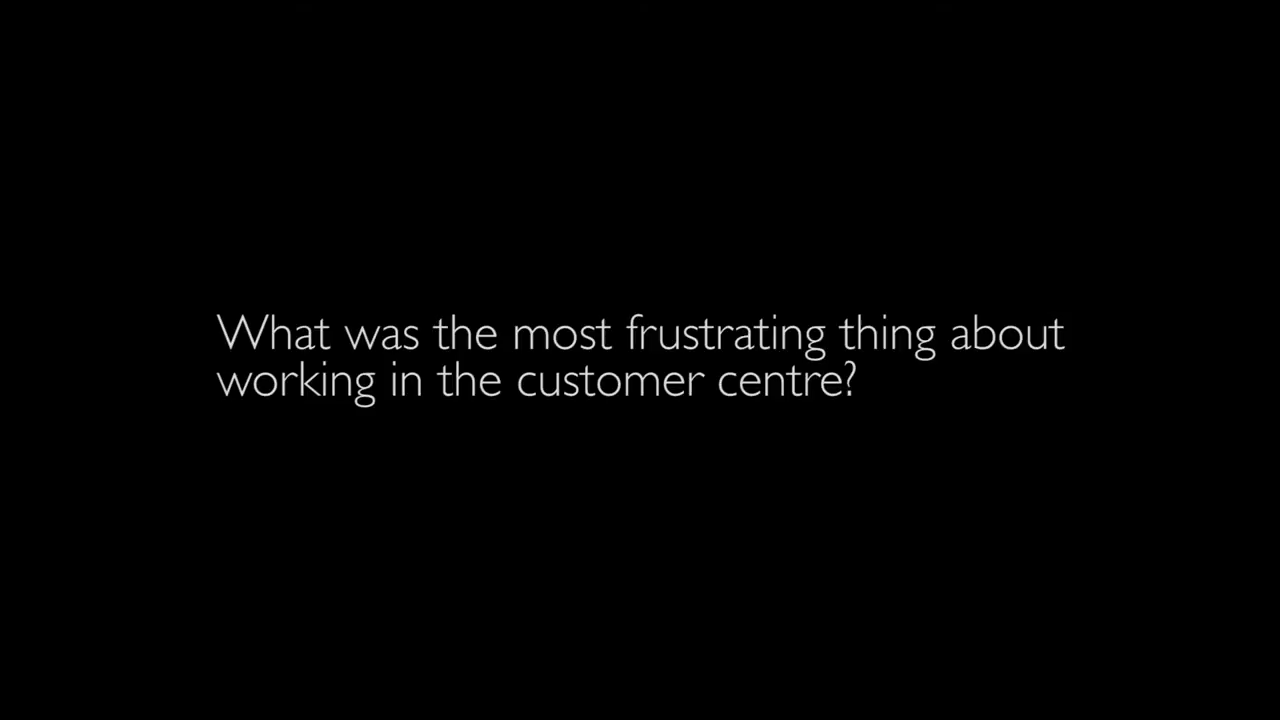 What was the most frustrating thing about
working in the customer centre?